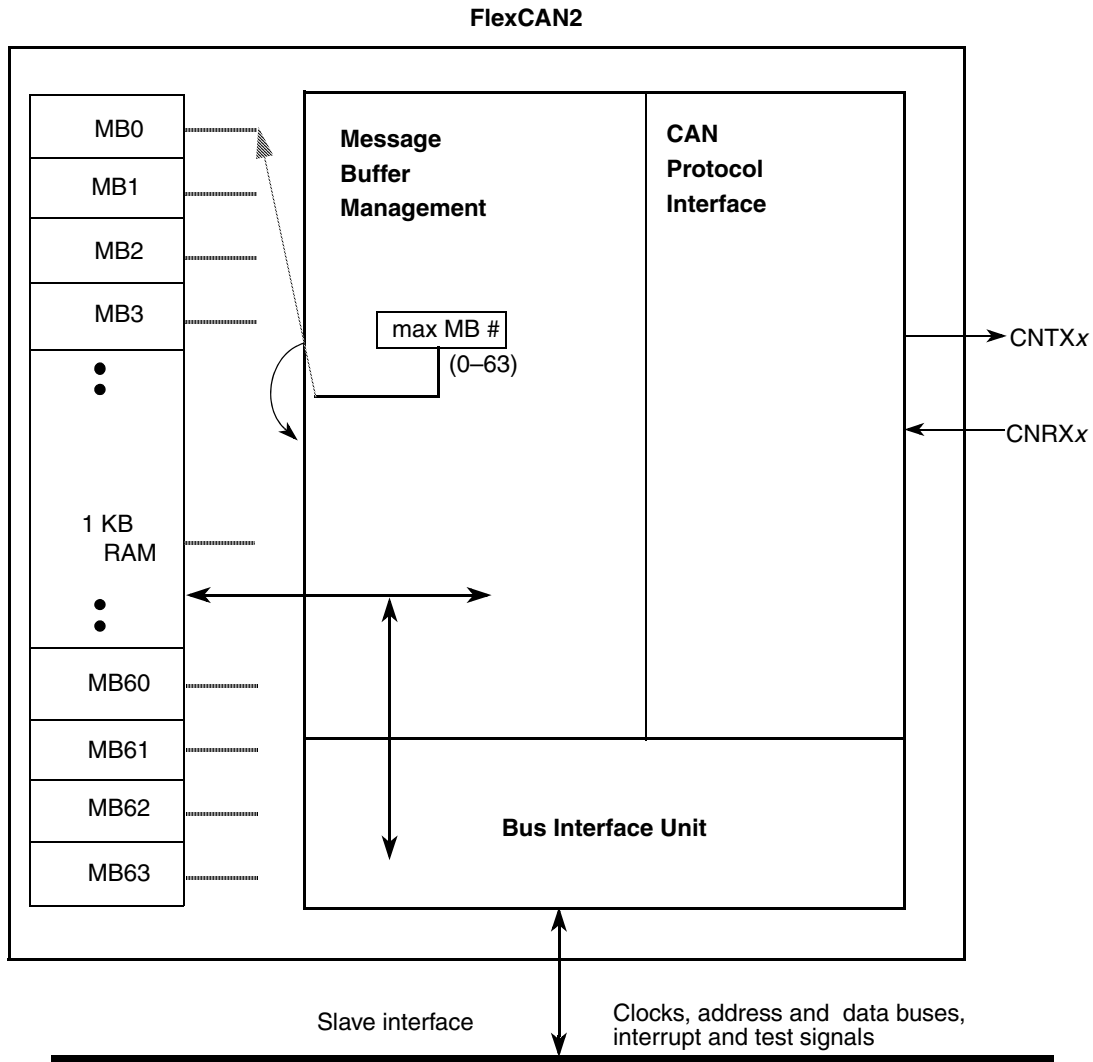 FlexCAN2
MB0
MB1
MB2
MB3
1 KB
RAM
MB60
MB61
MB62
MB63
Message
Buffer
Management
max MB #
(0–63)
CAN
Protocol
Interface
CNTXx
CNRXx
Bus Interface Unit
Slave interface
Clocks, address and data buses,
interrupt and test signals